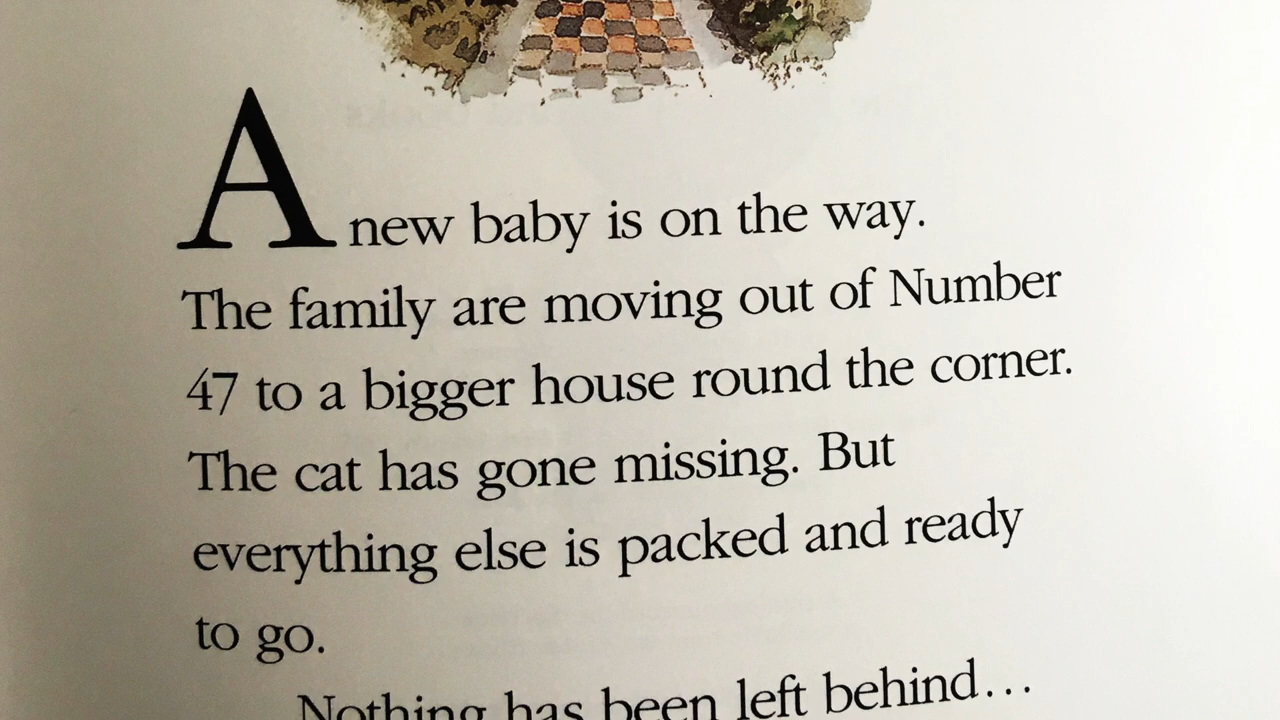 A new baby is on the way.
The family are moving out of Number
47 to a bigger house round the corner.
The cat has gone missing. But
everything else is packed and ready
to go.
Nothing has been left behind...